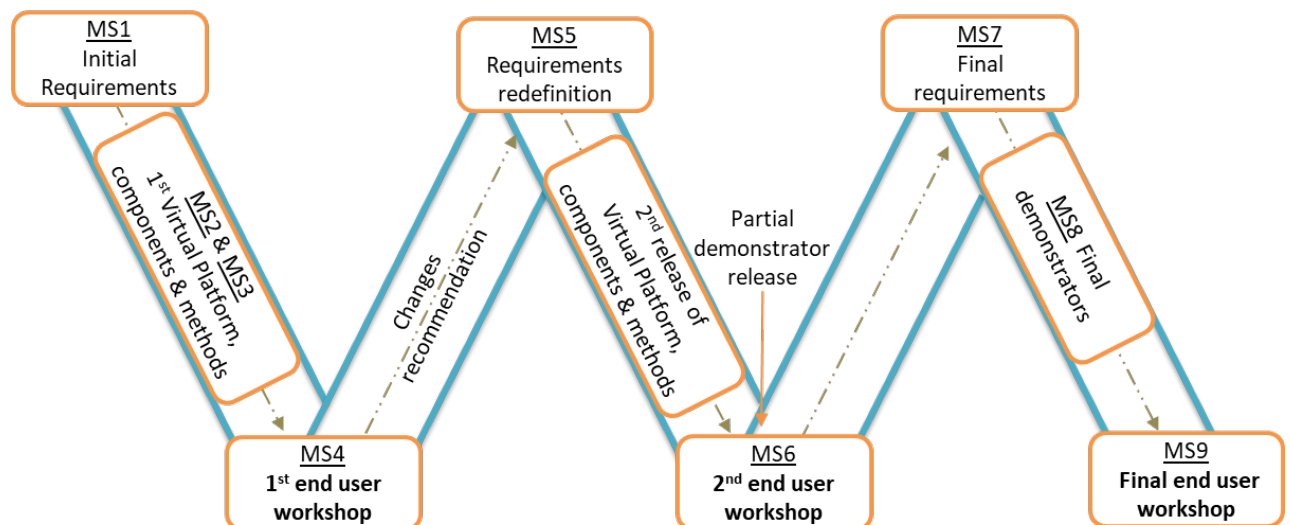 MS1
Initial
Requirements
MS2 & MS3
1st Virtual Platform,
components & methods
MS4
1st end user
workshop
Changes
recommendation
MS5
Requirements
redefinition
2nd release of
Virtual Platform,
components & methods
Partial
demonstrator
release
MS6
2nd end user
workshop
MS7
Final
requirements
MS8 Final
demonstrators
MS9
Final end user
workshop